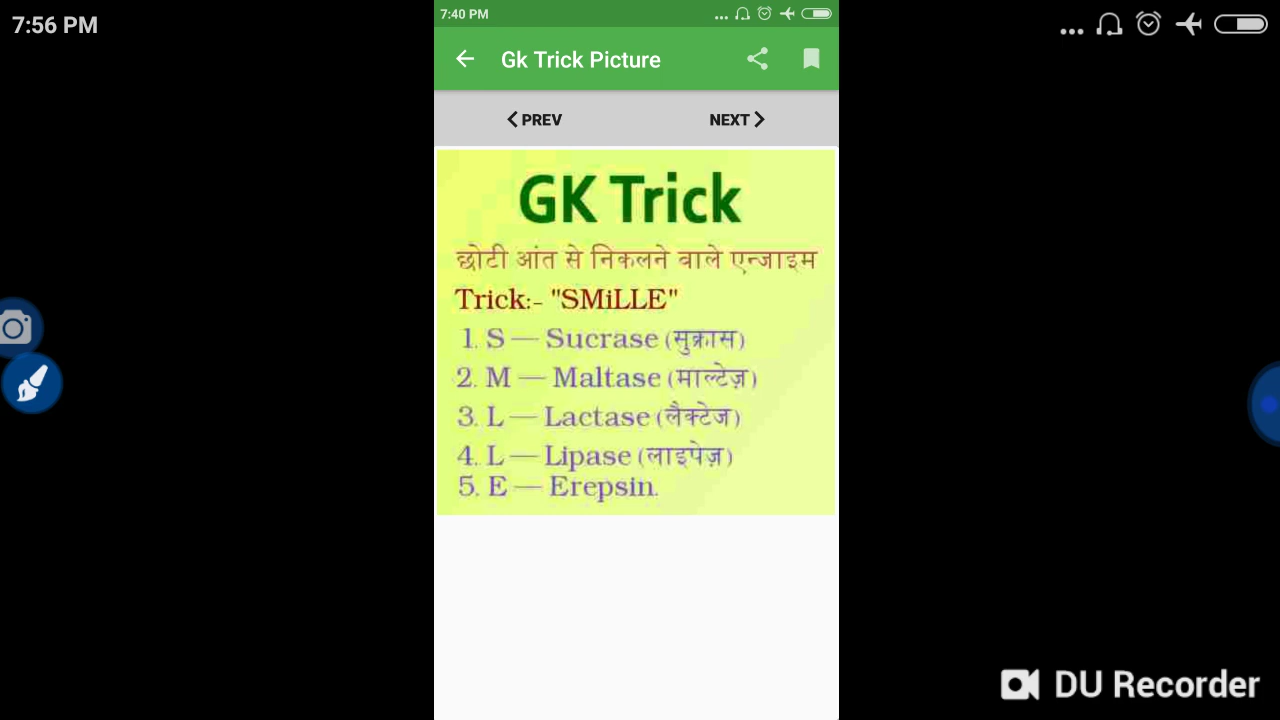 7:56 PM
7:40 PM
Gk Trick Picture
PREV NEXT
GK Trick
छोटी आंत से निकलने वाले एन्जाइम
Trick:- "SMiLLE"
1. S — Sucrase (सुक्रास)
2. M — Maltase (माल्टेज़)
3. L — Lactase (लैक्टेज)
4. L — Lipase (लाइपेज़)
5. E — Erepsin.
DU Recorder